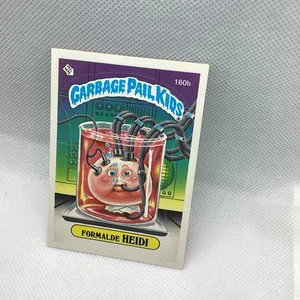 GARBAGE PAIL KIDS
160b
FORMALDE HEIDI